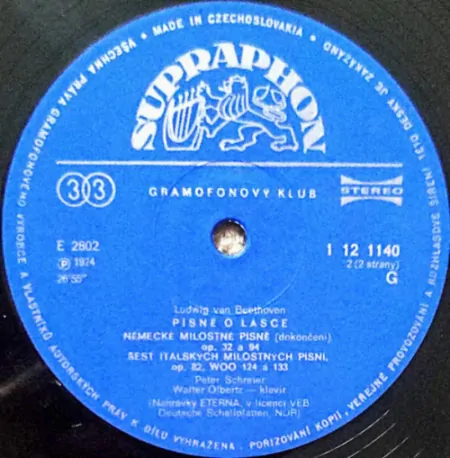 • MADE IN CZECHOSLOVAKIA •
VŠECHNA PRÁVA GRAMOFONOVÉHO VÝROBCE A VLASTNÍKŮ AUTORSKÝCH PRÁV K DÍLU VYHRAŽENA. POŘIZOVÁNÍ KOPIÍ, VEŘEJNÉ PROVOZOVÁNÍ A ROZHLASOVÉ ŠÍŘENÍ TÉTO DESKY JE ZAKÁZÁNO
SUPRAPHON
33
GRAMOFONOVÝ KLUB
STEREO
E 2802
℗ 1974
26'55"
1 12 1140
2 (2 strany)
G
Ludwig van Beethoven
PÍSNĚ O LÁSCE
NĚMECKÉ MILOSTNÉ PÍSNĚ (dokončení)
op. 32 a 94
ŠEST ITALSKÝCH MILOSTNÝCH PÍSNÍ,
op. 82, WOO 124 a 133
Peter Schreier
Walter Olbertz – klavír
(Nahrávky ETERNA, v licenci VEB
Deutsche Schallplatten, NDR)